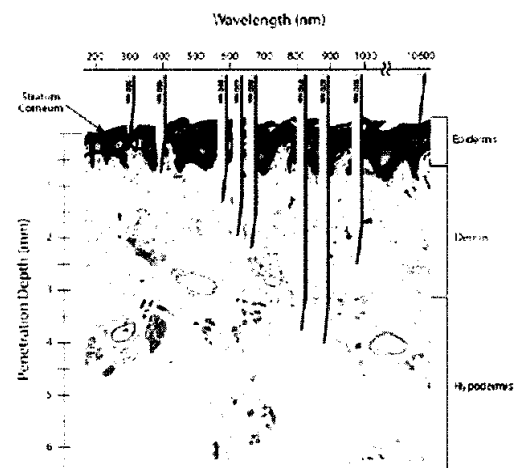 Wavelength (nm)
200 300 400 500 600 700 800 900 1000 10600
Stratum
Corneum
Epidermis
Dermis
Hypodermis
Penetration Depth (mm)
1
2
3
4
5
6